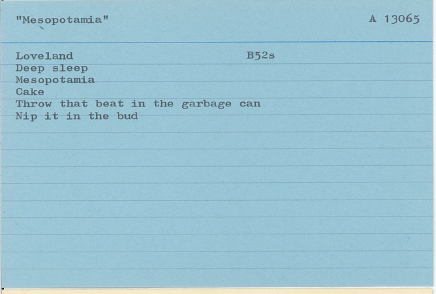 "Mesopotamia" A 13065
Loveland B52s
Deep sleep
Mesopotamia
Cake
Throw that beat in the garbage can
Nip it in the bud